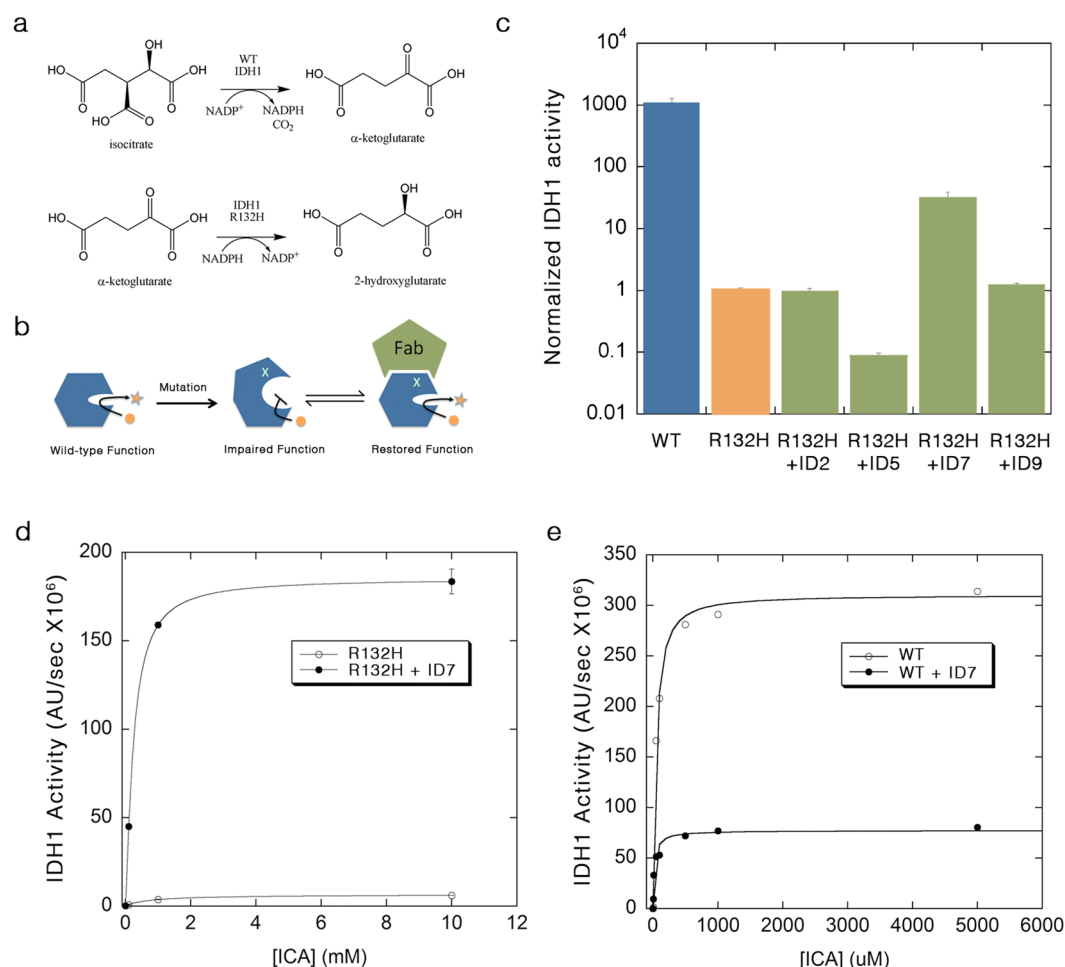 a
OH
HO
OH
O
O
HO
O
isocitrate
WT
IDH1
NADP+
NADPH
CO2
O
HO
OH
O
O
α-ketoglutarate
O
HO
OH
O
O
α-ketoglutarate
IDH1
R132H
NADPH
NADP+
OH
HO
OH
O
O
2-hydroxyglutarate
b
Wild-type Function
Mutation
X
Impaired Function
Fab
X
Restored Function
c
Normalized IDH1 activity
10⁴
1000
100
10
1
0.1
0.01
WT
R132H
R132H
+ID2
R132H
+ID5
R132H
+ID7
R132H
+ID9
d
IDH1 Activity (AU/sec X10⁶)
200
150
100
50
0
R132H
R132H + ID7
0
2
4
6
8
10
12
[ICA] (mM)
e
IDH1 Activity (AU/sec X10⁶)
350
300
250
200
150
100
50
0
WT
WT + ID7
0
1000
2000
3000
4000
5000
6000
[ICA] (uM)